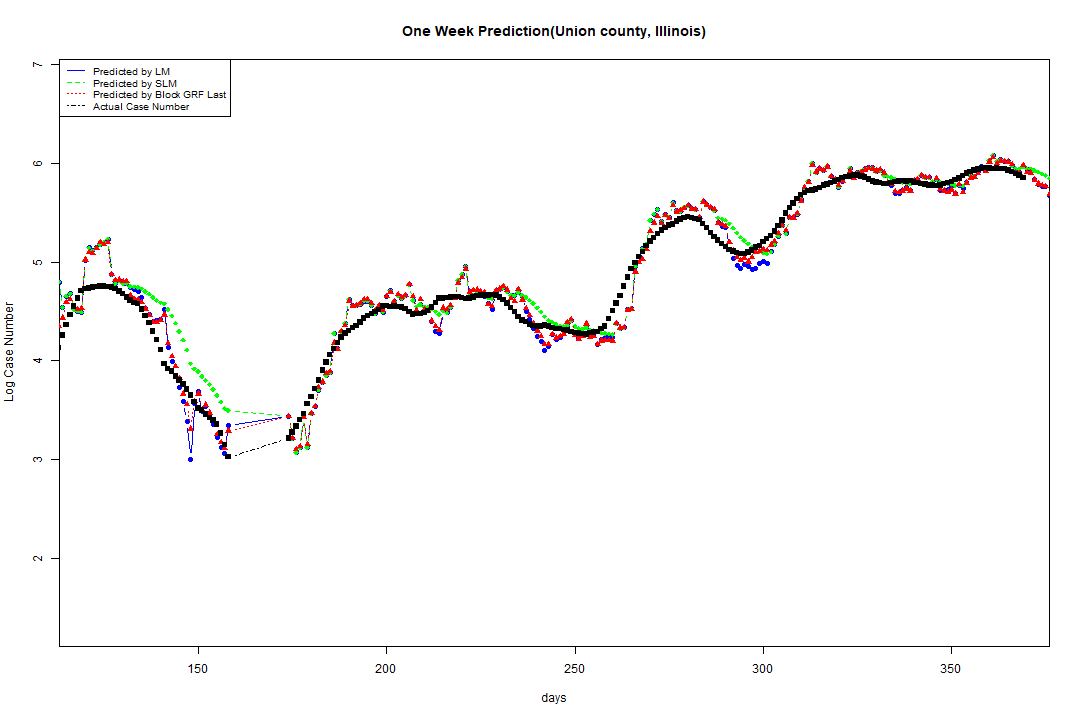 One Week Prediction(Union county, Illinois)
Predicted by LM
Predicted by SLM
Predicted by Block GRF Last
Actual Case Number
7
6
5
4
3
2
Log Case Number
150 200 250 300 350
days